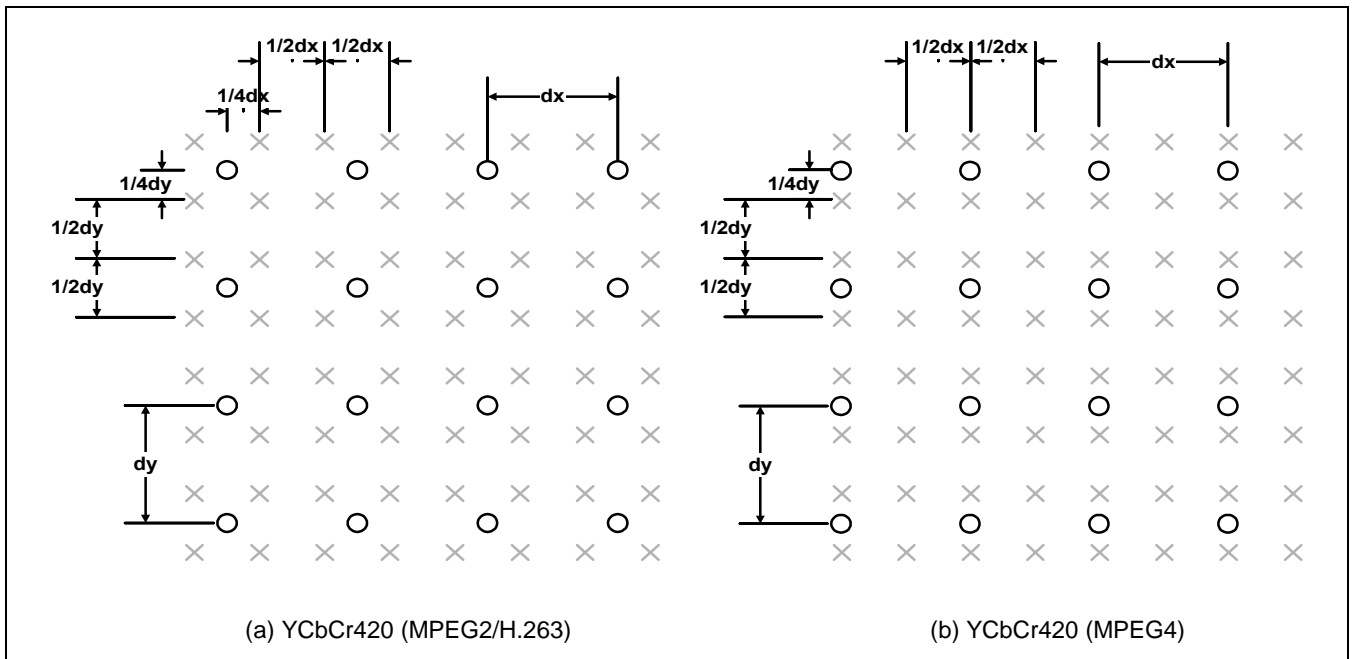 1/2dx 1/2dx
1/4dx
dx
1/4dy
1/2dy
1/2dy
dy
(a) YCbCr420 (MPEG2/H.263)
1/2dx 1/2dx
dx
1/4dy
1/2dy
1/2dy
dy
(b) YCbCr420 (MPEG4)